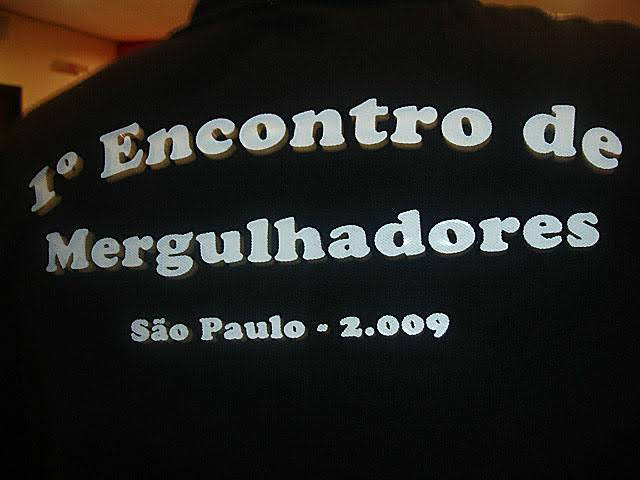 1º Encontro de
Mergulhadores
São Paulo - 2.009